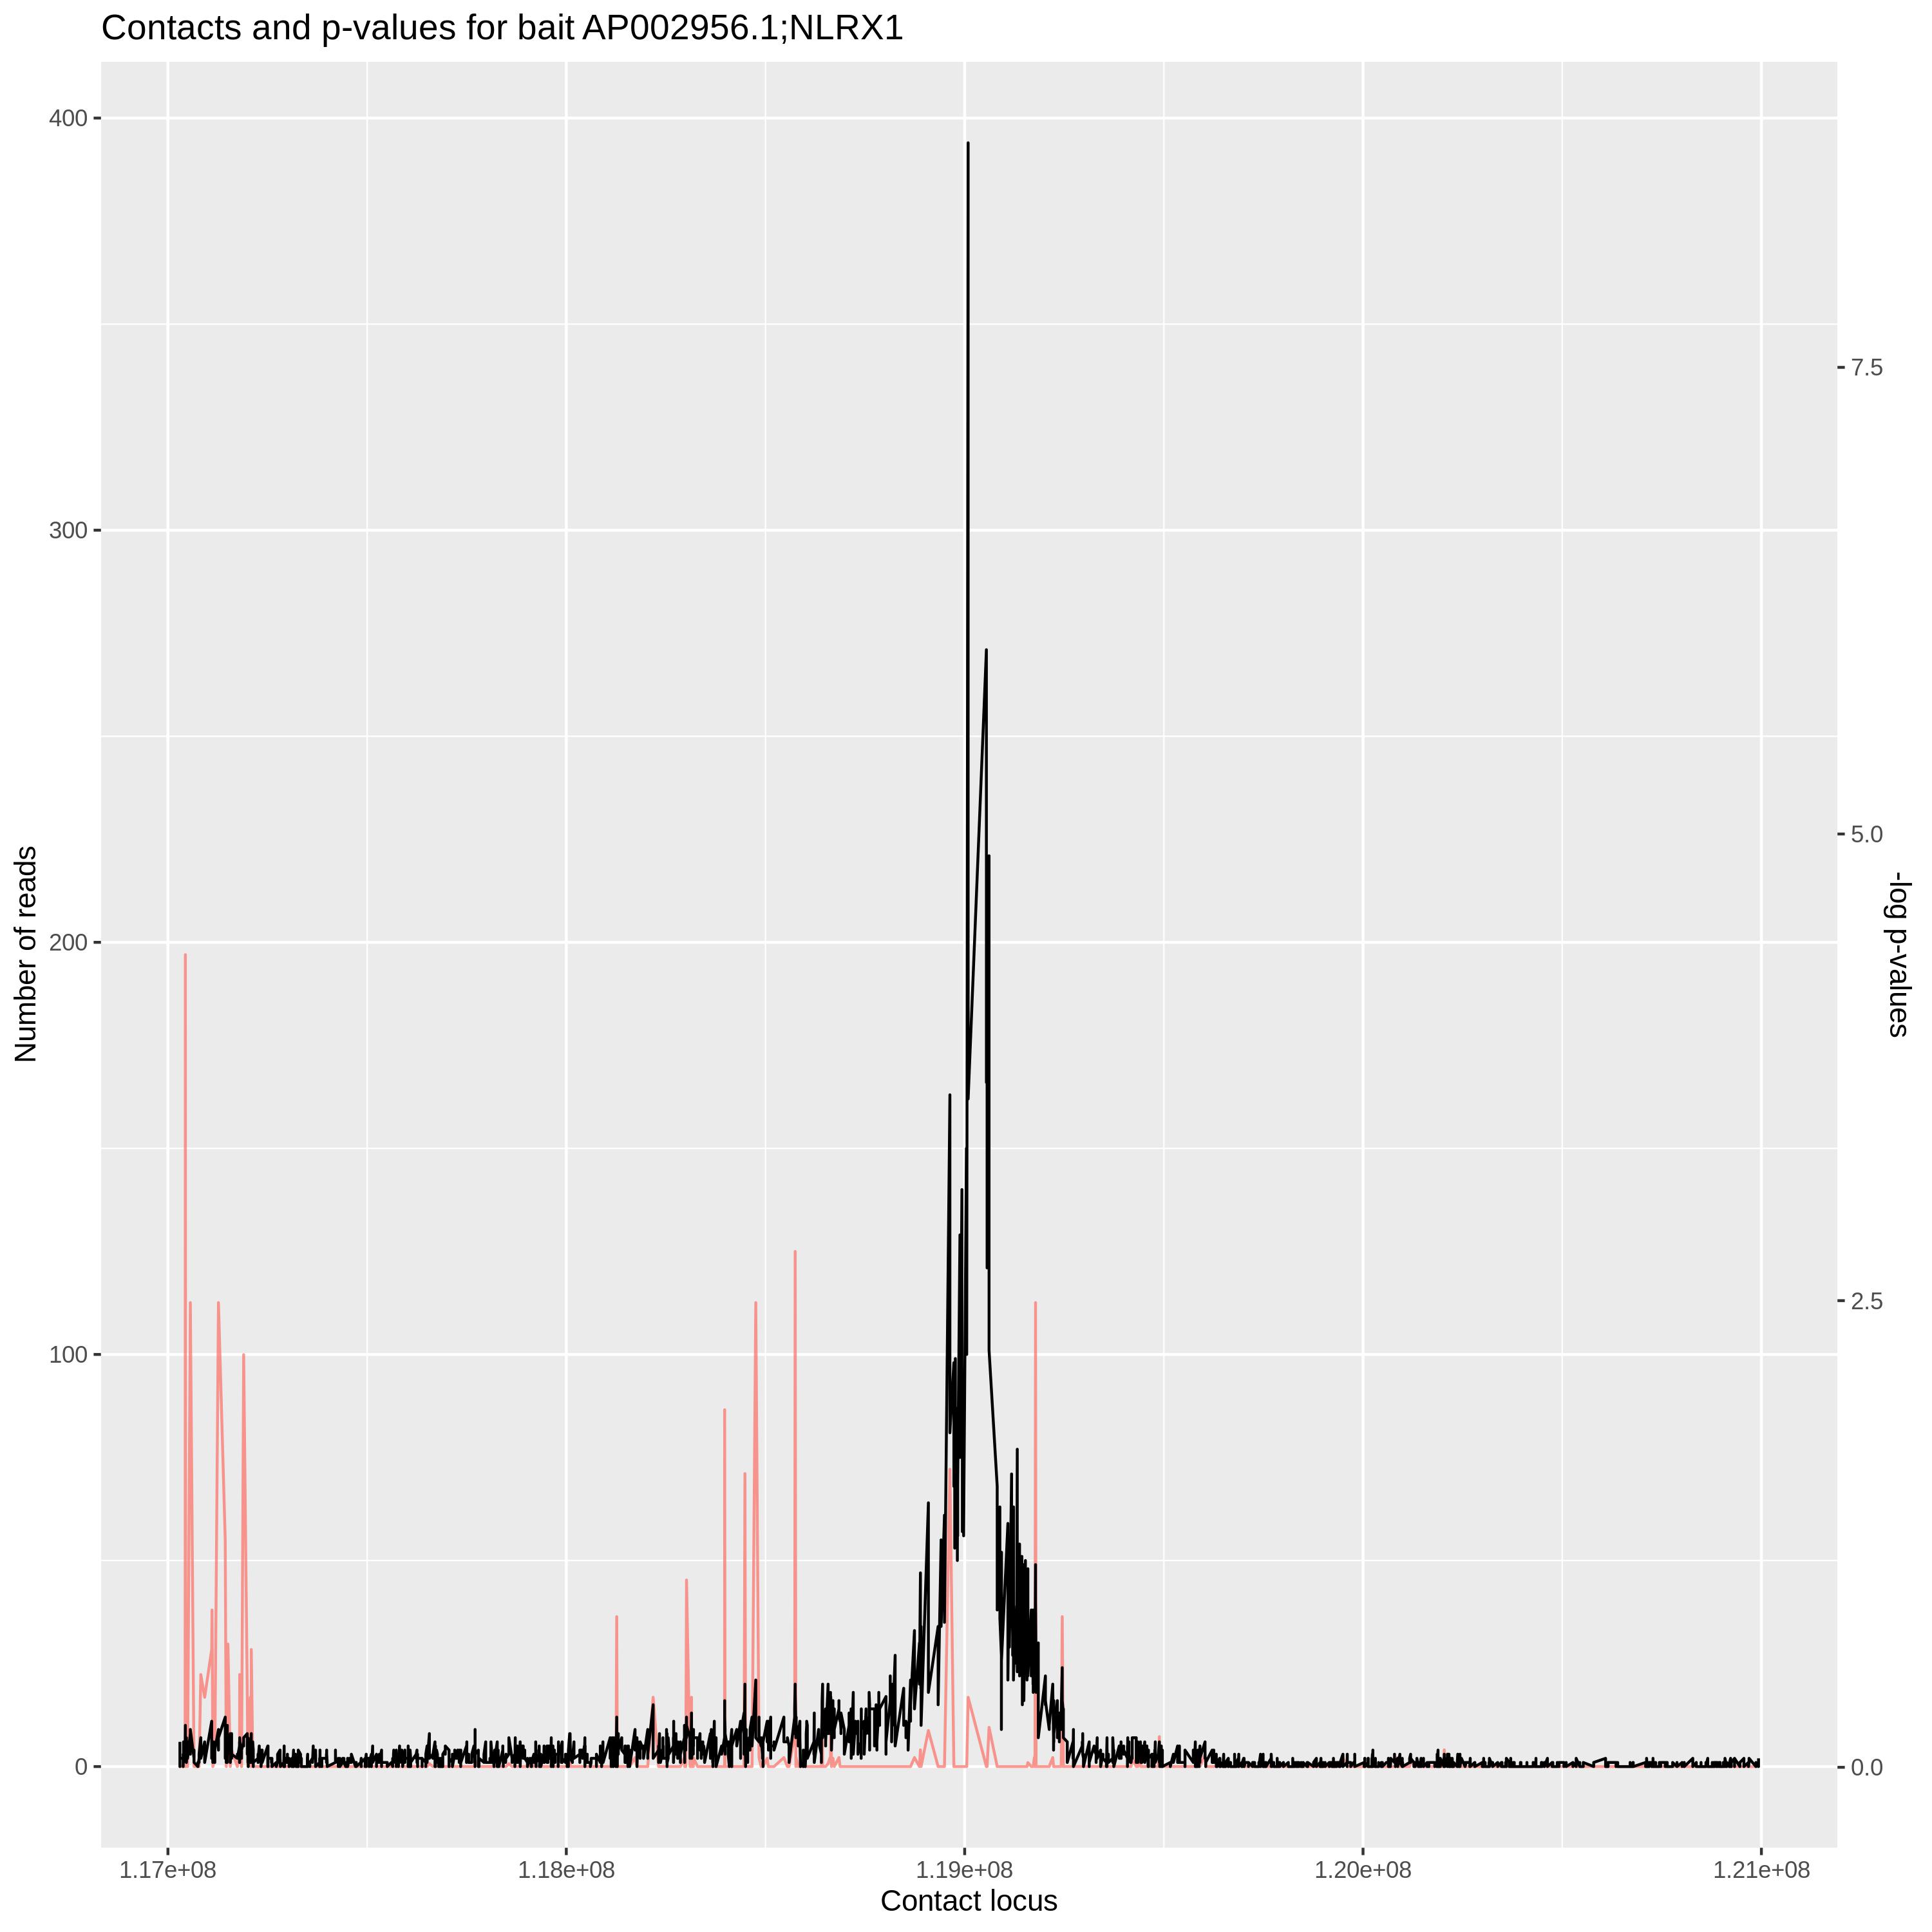 Contacts and p-values for bait AP002956.1;NLRX1
400
300
200
100
0
Number of reads
7.5
5.0
2.5
0.0
-log p-values
1.17e+08
1.18e+08
1.19e+08
1.20e+08
1.21e+08
Contact locus